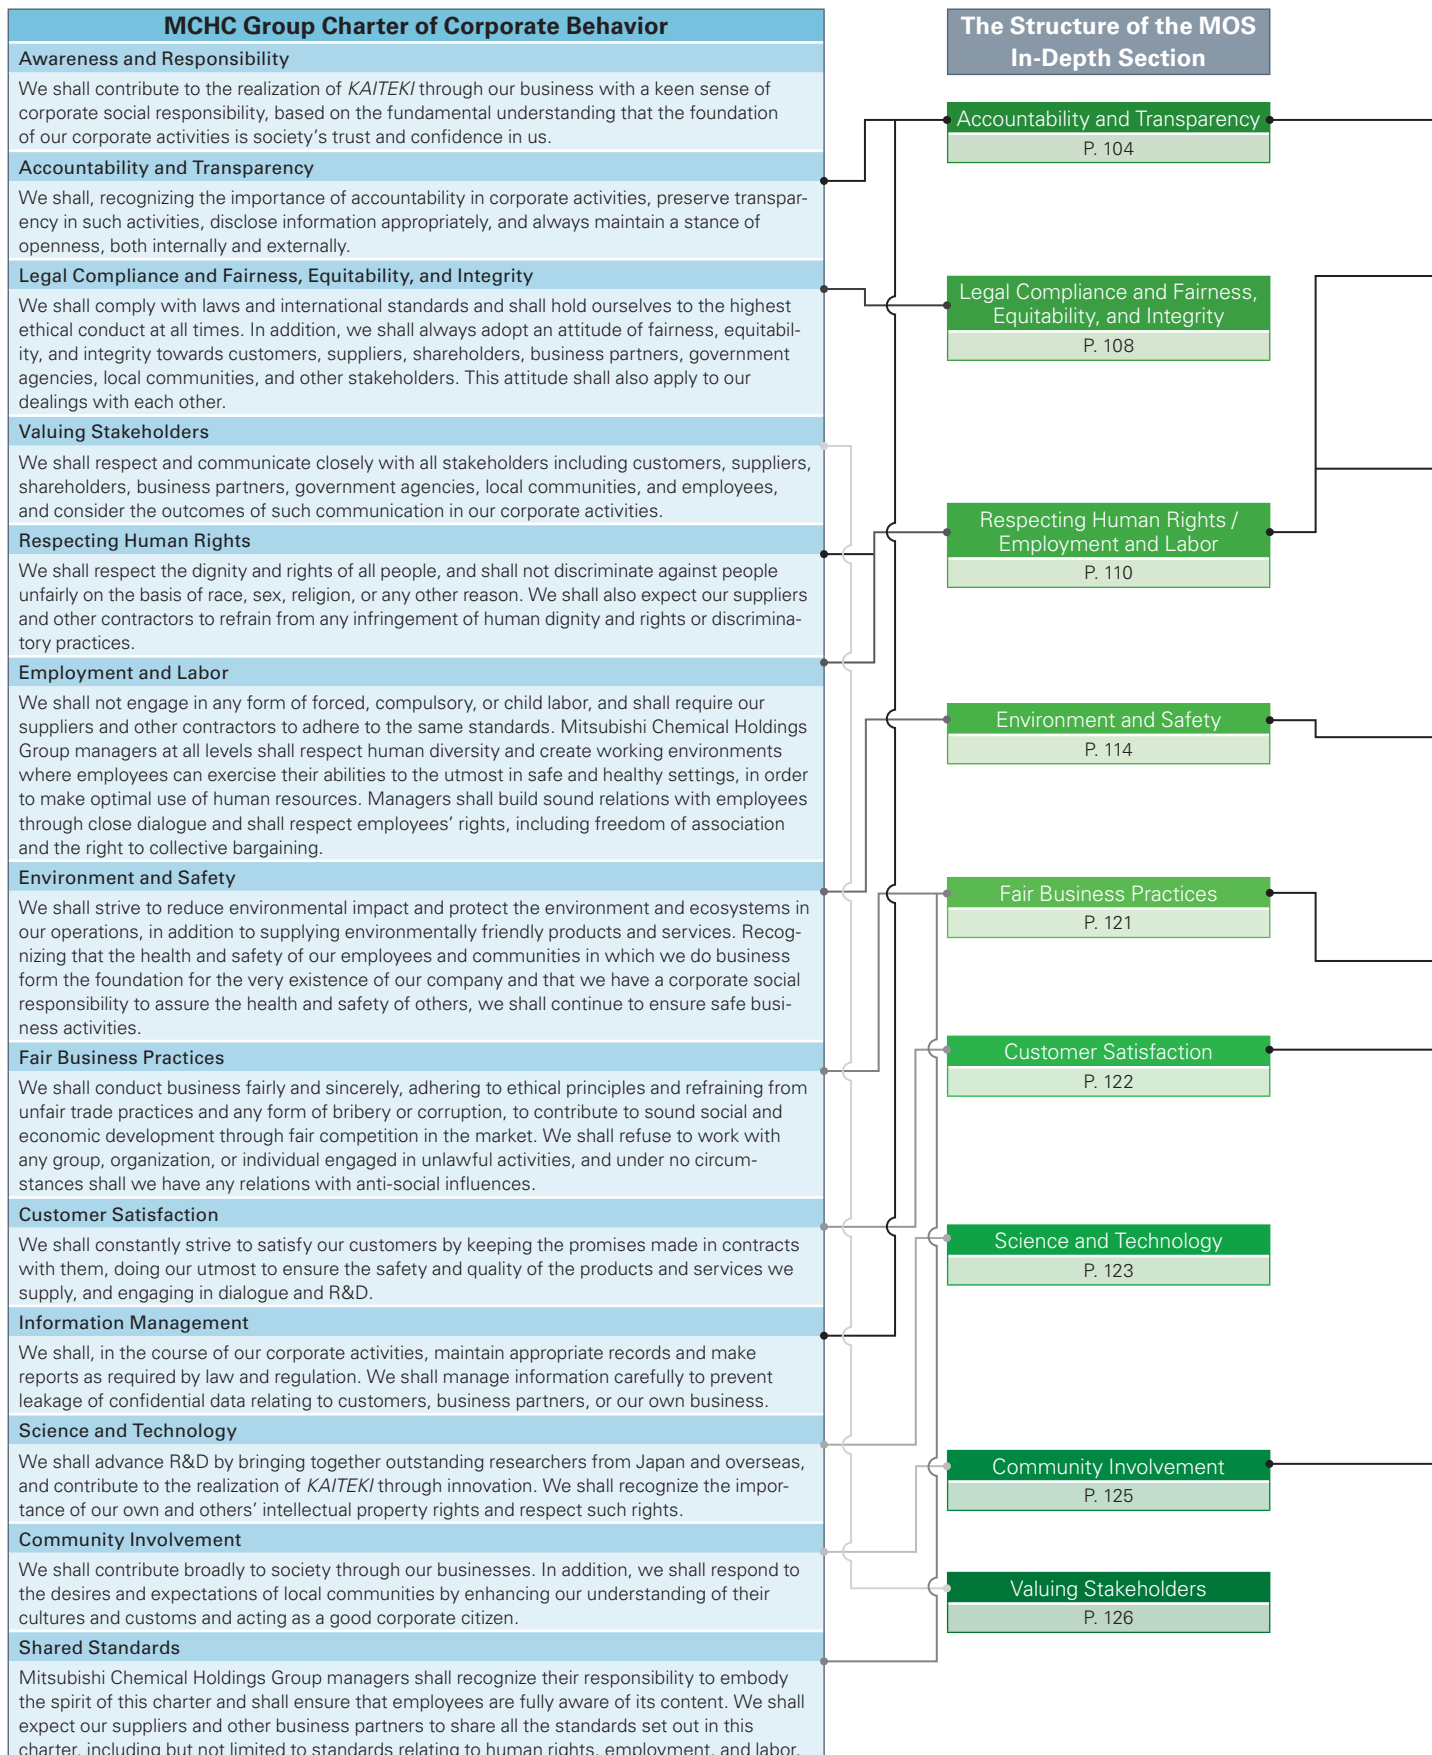 MCHC Group Charter of Corporate Behavior
Awareness and Responsibility
We shall contribute to the realization of KAITEKI through our business with a keen sense of
corporate social responsibility, based on the fundamental understanding that the foundation
of our corporate activities is society's trust and confidence in us.
Accountability and Transparency
We shall, recognizing the importance of accountability in corporate activities, preserve transpar-
ency in such activities, disclose information appropriately, and always maintain a stance of
openness, both internally and externally.
Legal Compliance and Fairness, Equitability, and Integrity
We shall comply with laws and international standards and shall hold ourselves to the highest
ethical conduct at all times. In addition, we shall always adopt an attitude of fairness, equitabil-
ity, and integrity towards customers, suppliers, shareholders, business partners, government
agencies, local communities, and other stakeholders. This attitude shall also apply to our
dealings with each other.
Valuing Stakeholders
We shall respect and communicate closely with all stakeholders including customers, suppliers,
shareholders, business partners, government agencies, local communities, and employees,
and consider the outcomes of such communication in our corporate activities.
Respecting Human Rights
We shall respect the dignity and rights of all people, and shall not discriminate against people
unfairly on the basis of race, sex, religion, or any other reason. We shall also expect our suppliers
and other contractors to refrain from any infringement of human dignity and rights or discrimina-
tory practices.
Employment and Labor
We shall not engage in any form of forced, compulsory, or child labor, and shall require our
suppliers and other contractors to adhere to the same standards. Mitsubishi Chemical Holdings
Group managers at all levels shall respect human diversity and create working environments
where employees can exercise their abilities to the utmost in safe and healthy settings, in order
to make optimal use of human resources. Managers shall build sound relations with employees
through close dialogue and shall respect employees' rights, including freedom of association
and the right to collective bargaining.
Environment and Safety
We shall strive to reduce environmental impact and protect the environment and ecosystems in
our operations, in addition to supplying environmentally friendly products and services. Recog-
nizing that the health and safety of our employees and communities in which we do business
form the foundation for the very existence of our company and that we have a corporate social
responsibility to assure the health and safety of others, we shall continue to ensure safe busi-
ness activities.
Fair Business Practices
We shall conduct business fairly and sincerely, adhering to ethical principles and refraining from
unfair trade practices and any form of bribery or corruption, to contribute to sound social and
economic development through fair competition in the market. We shall refuse to work with
any group, organization, or individual engaged in unlawful activities, and under no circum-
stances shall we have any relations with anti-social influences.
Customer Satisfaction
We shall constantly strive to satisfy our customers by keeping the promises made in contracts
with them, doing our utmost to ensure the safety and quality of the products and services we
supply, and engaging in dialogue and R&D.
Information Management
We shall, in the course of our corporate activities, maintain appropriate records and make
reports as required by law and regulation. We shall manage information carefully to prevent
leakage of confidential data relating to customers, business partners, or our own business.
Science and Technology
We shall advance R&D by bringing together outstanding researchers from Japan and overseas,
and contribute to the realization of KAITEKI through innovation. We shall recognize the impor-
tance of our own and others' intellectual property rights and respect such rights.
Community Involvement
We shall contribute broadly to society through our businesses. In addition, we shall respond to
the desires and expectations of local communities by enhancing our understanding of their
cultures and customs and acting as a good corporate citizen.
Shared Standards
Mitsubishi Chemical Holdings Group managers shall recognize their responsibility to embody
the spirit of this charter and shall ensure that employees are fully aware of its content. We shall
expect our suppliers and other business partners to share all the standards set out in this
charter, including but not limited to standards relating to human rights, employment, and labor.
The Structure of the MOS
In-Depth Section
Accountability and Transparency
P. 104
Legal Compliance and Fairness,
Equitability, and Integrity
P. 108
Respecting Human Rights /
Employment and Labor
P. 110
Environment and Safety
P. 114
Fair Business Practices
P. 121
Customer Satisfaction
P. 122
Science and Technology
P. 123
Community Involvement
P. 125
Valuing Stakeholders
P. 126